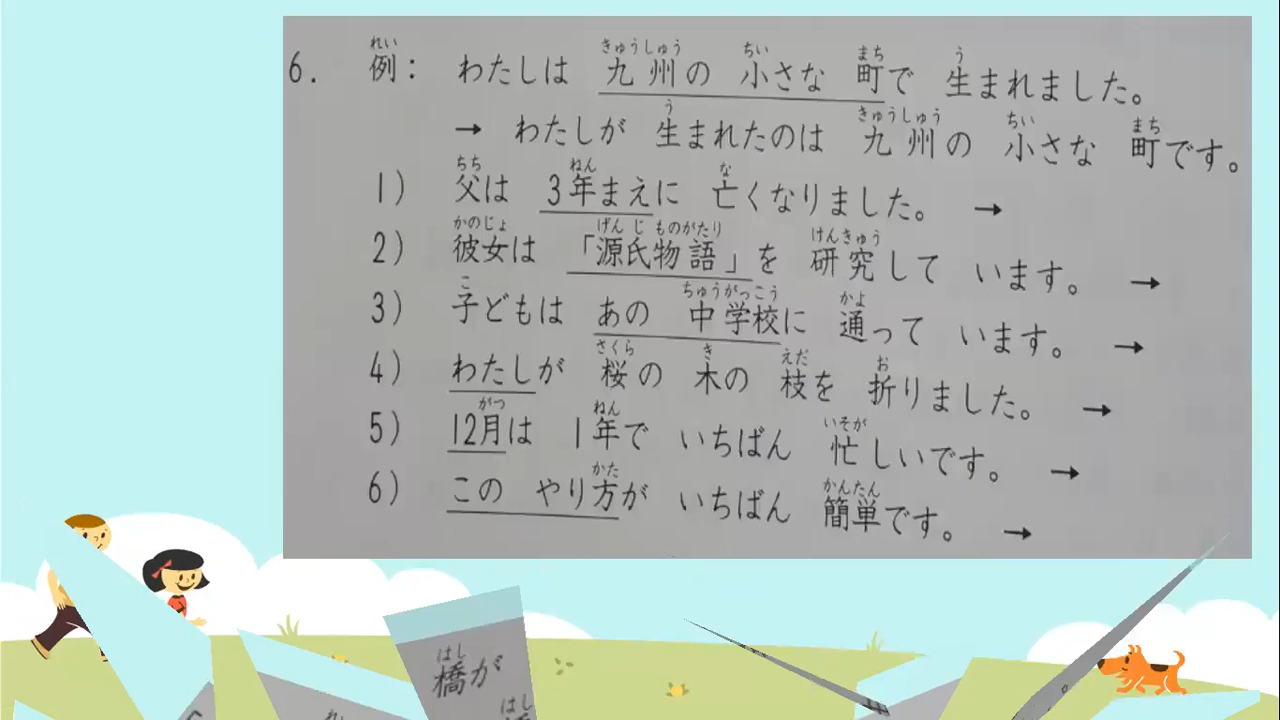 6. 例: わたしは 九州の 小さな 町で 生まれました。
→ わたしが 生まれたのは 九州の 小さな 町です。
1) 父は 3年まえに 亡くなりました。 →
2) 彼女は 「源氏物語」を 研究して います。 →
3) 子どもは あの 中学校に 通って います。 →
4) わたしが 桜の 木の 枝を 折りました。 →
5) 12月は 1年で いちばん 忙しいです。 →
6) この やり方が いちばん 簡単です。 →
橋が